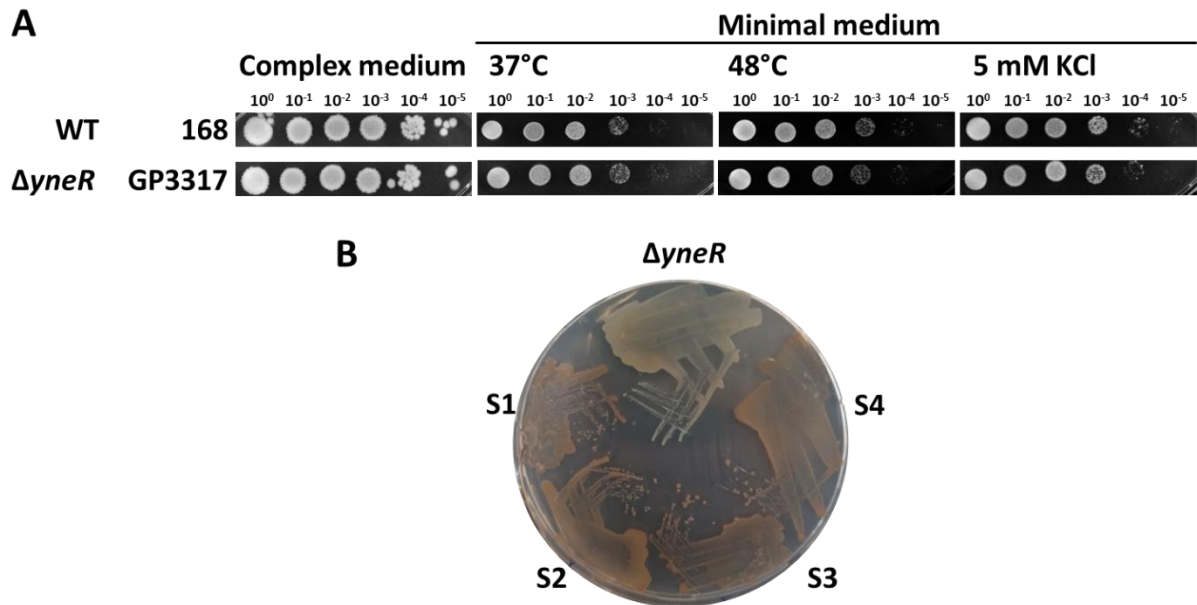 A
Minimal medium
Complex medium 37°C 48°C 5 mM KCl
10⁰ 10⁻¹ 10⁻² 10⁻³ 10⁻⁴ 10⁻⁵ 10⁰ 10⁻¹ 10⁻² 10⁻³ 10⁻⁴ 10⁻⁵ 10⁰ 10⁻¹ 10⁻² 10⁻³ 10⁻⁴ 10⁻⁵ 10⁰ 10⁻¹ 10⁻² 10⁻³ 10⁻⁴ 10⁻⁵
WT 168
ΔyneR GP3317
B
ΔyneR
S1
S4
S2
S3